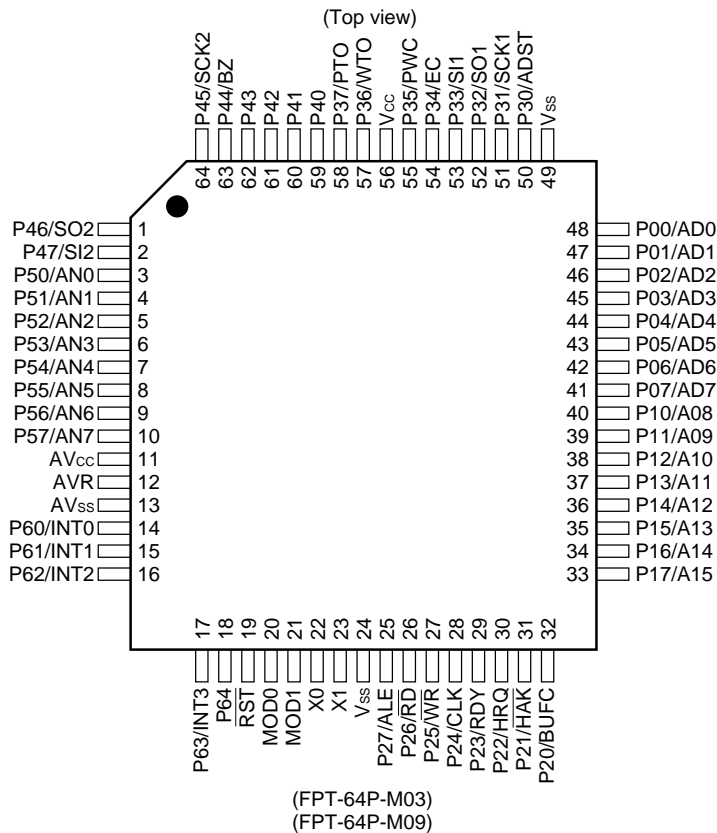 (Top view)
P45/SCK2
P44/BZ
P43
P42
P41
P40
P37/PTO
P36/WTO
Vcc
P35/PWC
P34/EC
P33/SI1
P32/SO1
P31/SCK1
P30/ADST
Vss
64
63
62
61
60
59
58
57
56
55
54
53
52
51
50
49
P46/SO2 1
P47/SI2 2
P50/AN0 3
P51/AN1 4
P52/AN2 5
P53/AN3 6
P54/AN4 7
P55/AN5 8
P56/AN6 9
P57/AN7 10
AVcc 11
AVR 12
AVss 13
P60/INT0 14
P61/INT1 15
P62/INT2 16
48 P00/AD0
47 P01/AD1
46 P02/AD2
45 P03/AD3
44 P04/AD4
43 P05/AD5
42 P06/AD6
41 P07/AD7
40 P10/A08
39 P11/A09
38 P12/A10
37 P13/A11
36 P14/A12
35 P15/A13
34 P16/A14
33 P17/A15
17
18
19
20
21
22
23
24
25
26
27
28
29
30
31
32
P63/INT3
P64
RST
MOD0
MOD1
X0
X1
Vss
P27/ALE
P26/RD
P25/WR
P24/CLK
P23/RDY
P22/HRQ
P21/HAK
P20/BUFC
(FPT-64P-M03)
(FPT-64P-M09)